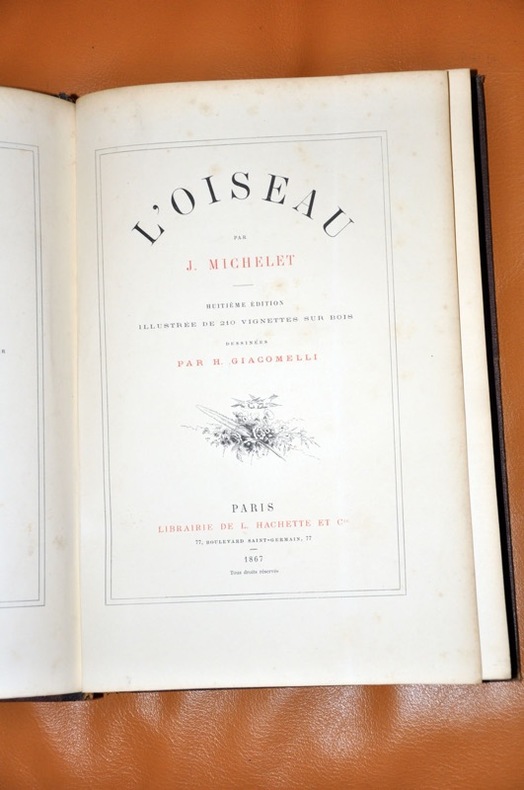 L'OISEAU
PAR
J. MICHELET
HUITIÈME ÉDITION
ILLUSTRÉE DE 210 VIGNETTES SUR BOIS
DESSINÉES
PAR H. GIACOMELLI
PARIS
LIBRAIRIE DE L. HACHETTE ET Cie
77, BOULEVARD SAINT-GERMAIN, 77
1867
Tous droits réservés